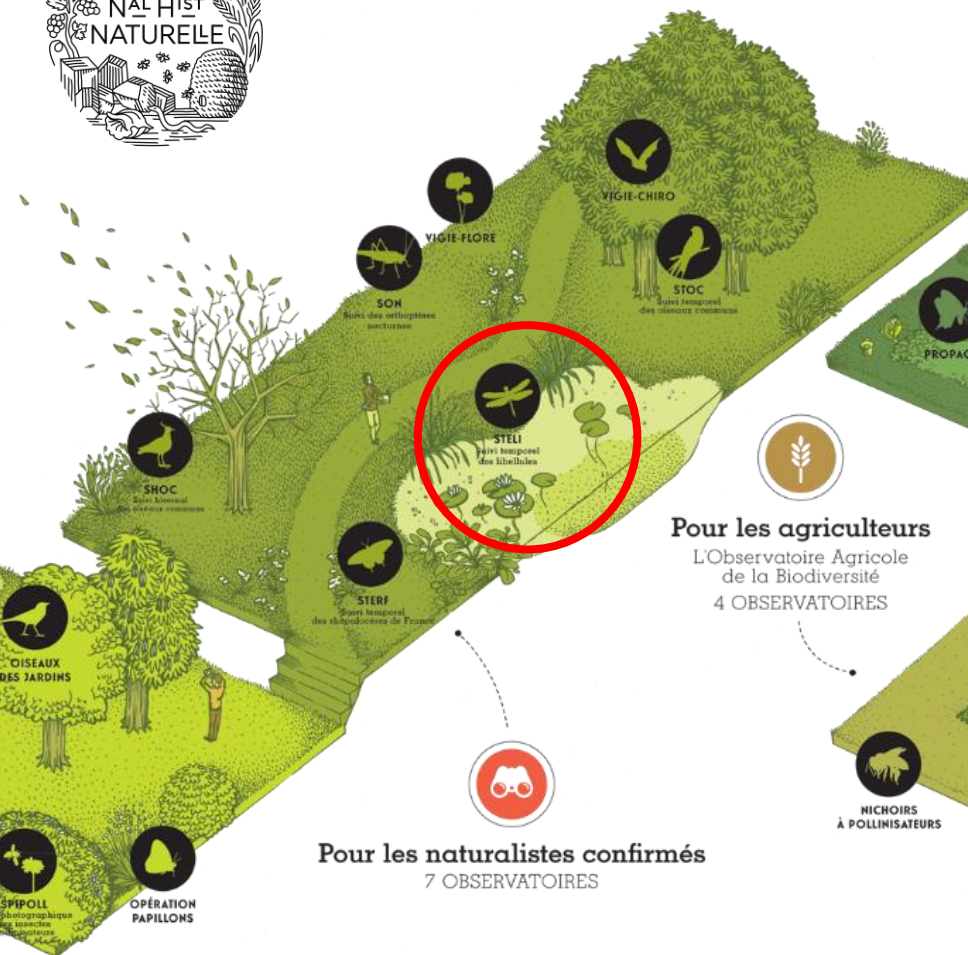 NAL HIST
NATURELLE
VIGIE-CHIRO
VIGIE-FLORE
STOC
Suivi temporel
des oiseaux communs
SON
Suivi des orthoptères
nocturnes
PROPAG
STELI
Suivi temporel
des libellules
SHOC
Suivi hivernal
des oiseaux communs
Pour les agriculteurs
L'Observatoire Agricole
de la Biodiversité
4 OBSERVATOIRES
STERF
Suivi temporel
des rhopalocères de France
OISEAUX
DES JARDINS
NICHOIRS
À POLLINISATEURS
Pour les naturalistes confirmés
7 OBSERVATOIRES
SPIPOLL
photographique
insectes
OPÉRATION
PAPILLONS